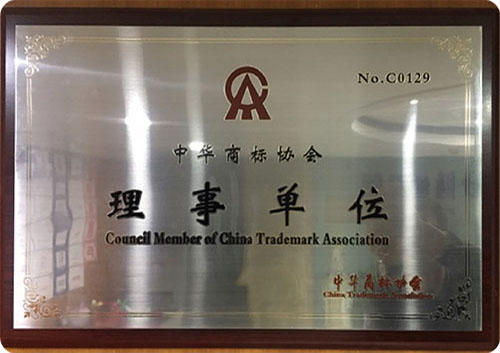 No.C0129
中华商标协会
理事单位
Council Member of China Trademark Association
中华商标协会
China Trademark Association